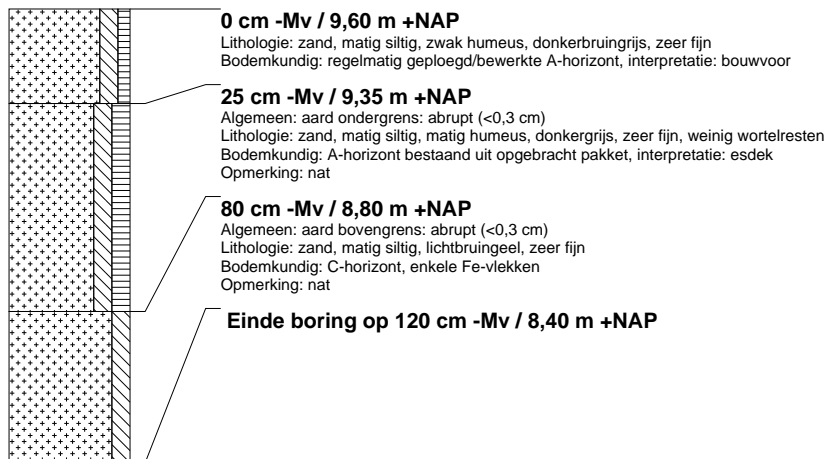 0 cm -Mv / 9,60 m +NAP
Lithologie: zand, matig siltig, zwak humeus, donkerbruingrijs, zeer fijn
Bodemkundig: regelmatig geploegd/bewerkte A-horizont, interpretatie: bouwvoor
25 cm -Mv / 9,35 m +NAP
Algemeen: aard ondergrens: abrupt (<0,3 cm)
Lithologie: zand, matig siltig, matig humeus, donkergrijs, zeer fijn, weinig wortelresten
Bodemkundig: A-horizont bestaand uit opgebracht pakket, interpretatie: esdek
Opmerking: nat
80 cm -Mv / 8,80 m +NAP
Algemeen: aard bovengrens: abrupt (<0,3 cm)
Lithologie: zand, matig siltig, lichtbruingeel, zeer fijn
Bodemkundig: C-horizont, enkele Fe-vlekken
Opmerking: nat
Einde boring op 120 cm -Mv / 8,40 m +NAP